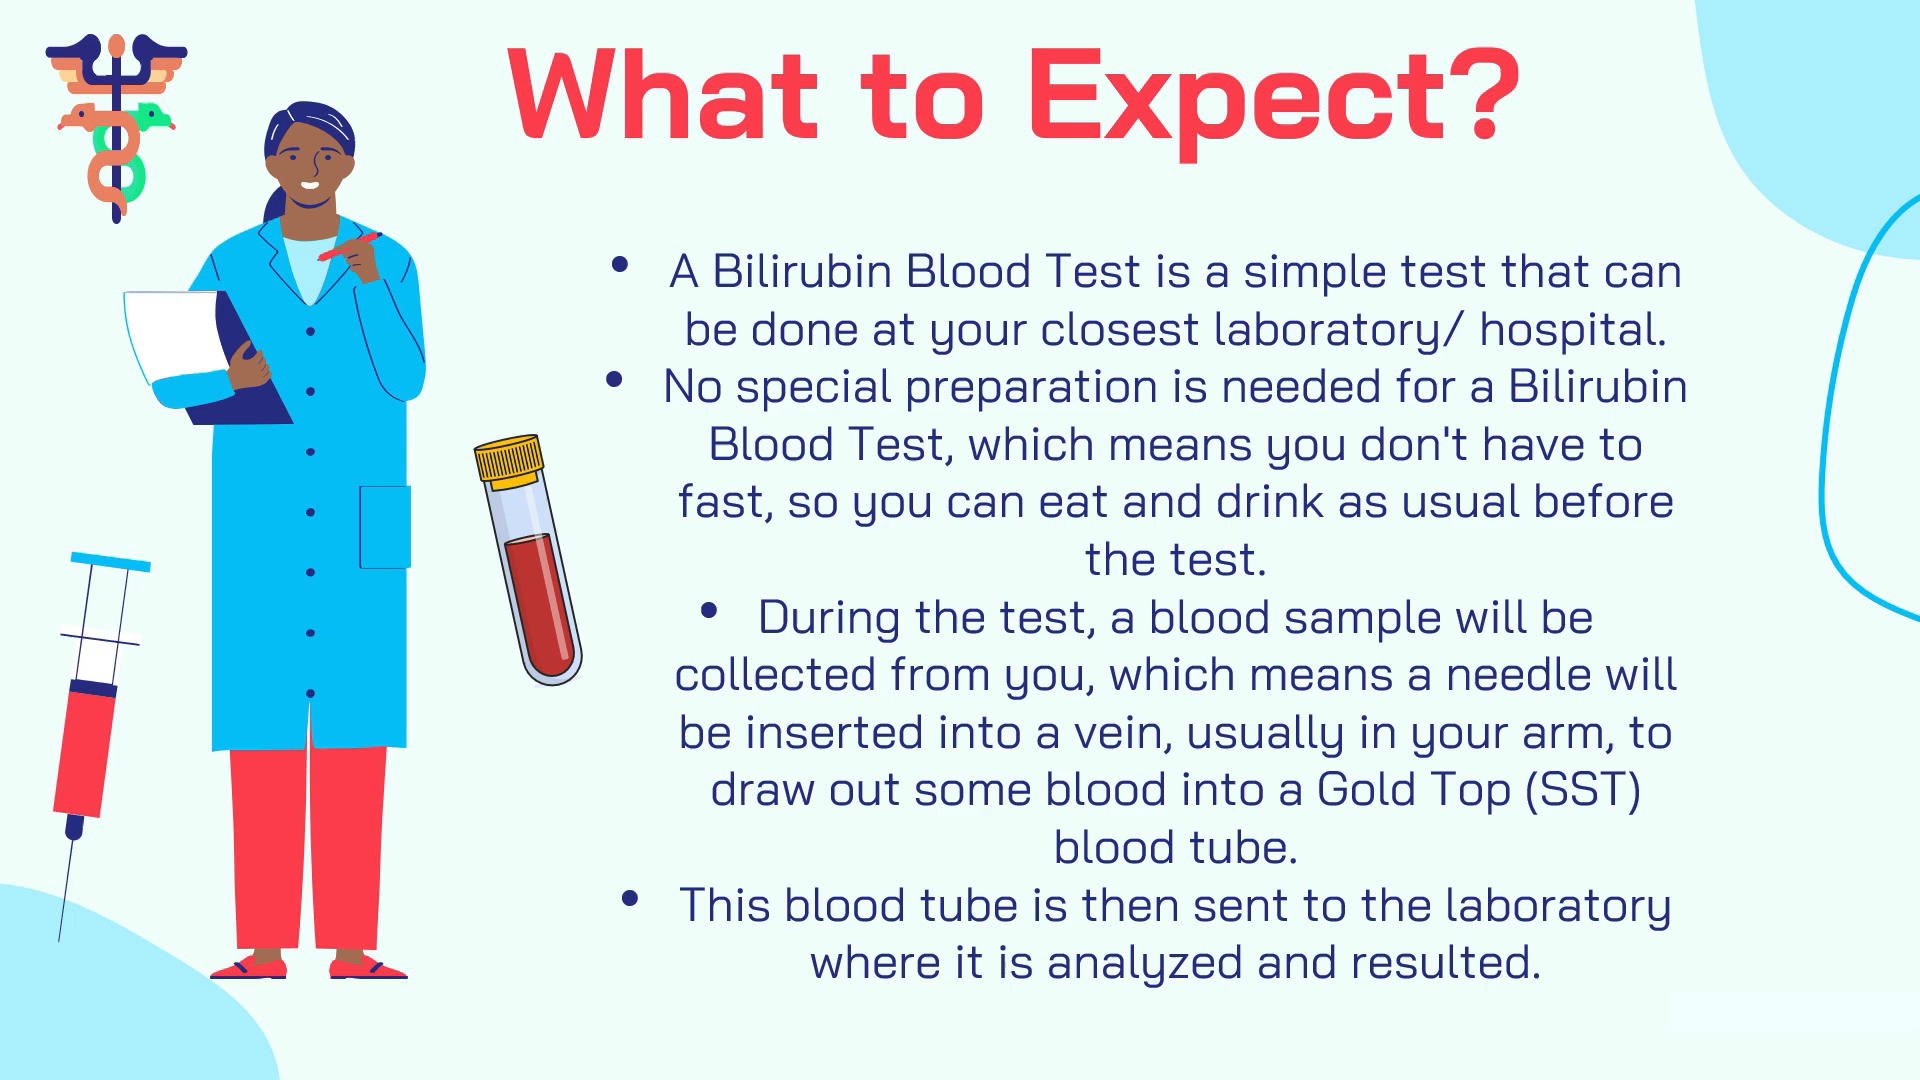 What to Expect?
• A Bilirubin Blood Test is a simple test that can
be done at your closest laboratory/ hospital.
• No special preparation is needed for a Bilirubin
Blood Test, which means you don't have to
fast, so you can eat and drink as usual before
the test.
• During the test, a blood sample will be
collected from you, which means a needle will
be inserted into a vein, usually in your arm, to
draw out some blood into a Gold Top (SST)
blood tube.
• This blood tube is then sent to the laboratory
where it is analyzed and resulted.